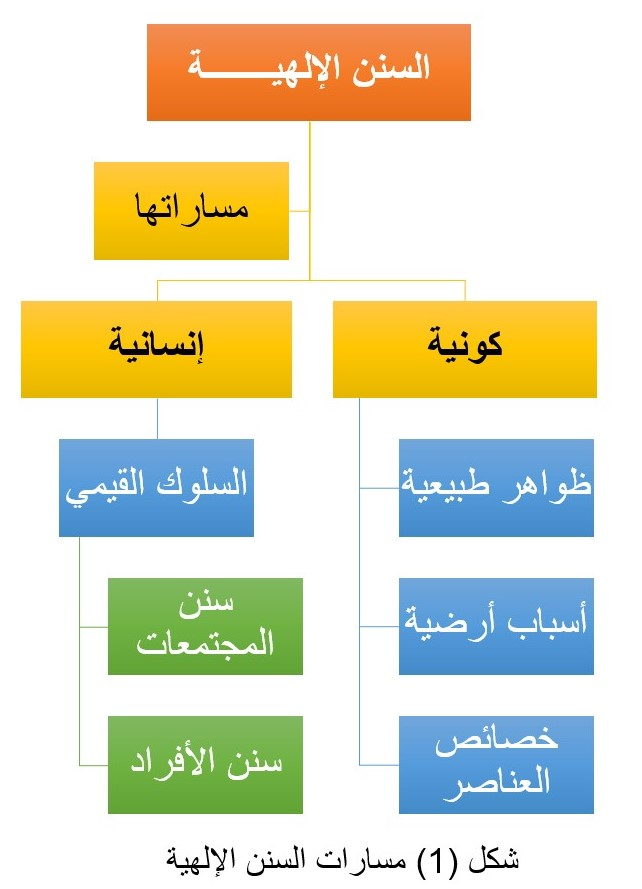 السنن الإلهيـــــــة
مساراتها
كونية
إنسانية
ظواهر طبيعية
السلوك القيمي
أسباب أرضية
سنن
المجتمعات
خصائص
العناصر
سنن الأفراد
شكل (1) مسارات السنن الإلهية